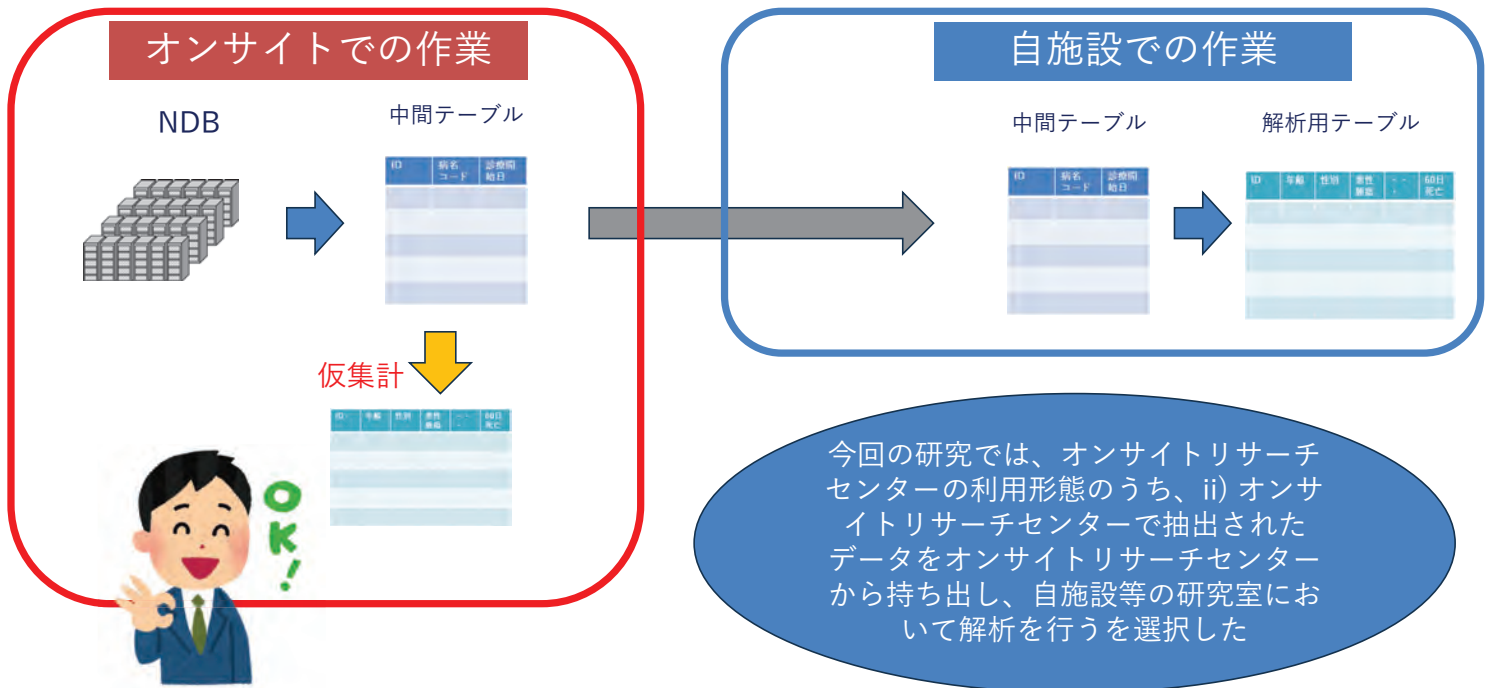 オンサイトでの作業
NDB
中間テーブル
ID 病名コード 診療開始日
仮集計
ID 年齢 性別 悪性腫瘍 - - - 60日死亡
OK!
自施設での作業
中間テーブル
ID 病名コード 診療開始日
解析用テーブル
ID 年齢 性別 悪性腫瘍 - - - 60日死亡
今回の研究では、オンサイトリサーチ
センターの利用形態のうち、ii) オンサ
イトリサーチセンターで抽出された
データをオンサイトリサーチセンター
から持ち出し、自施設等の研究室にお
いて解析を行うを選択した